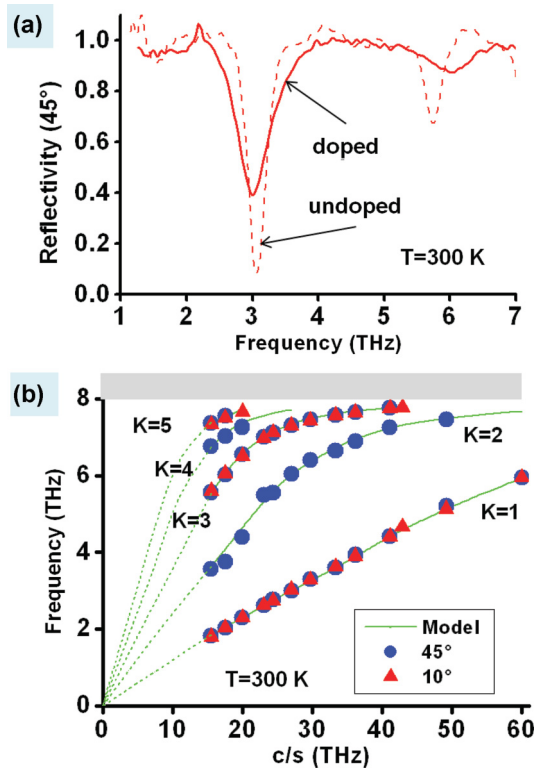 (a)
1.0
0.8
0.6
0.4
0.2
0.0
Reflectivity (45°)
doped
undoped
T=300 K
1 2 3 4 5 6 7
Frequency (THz)
(b)
8
6
4
2
0
Frequency (THz)
K=5
K=4
K=3
K=2
K=1
T=300 K
Model
45°
10°
0 10 20 30 40 50 60
c/s (THz)